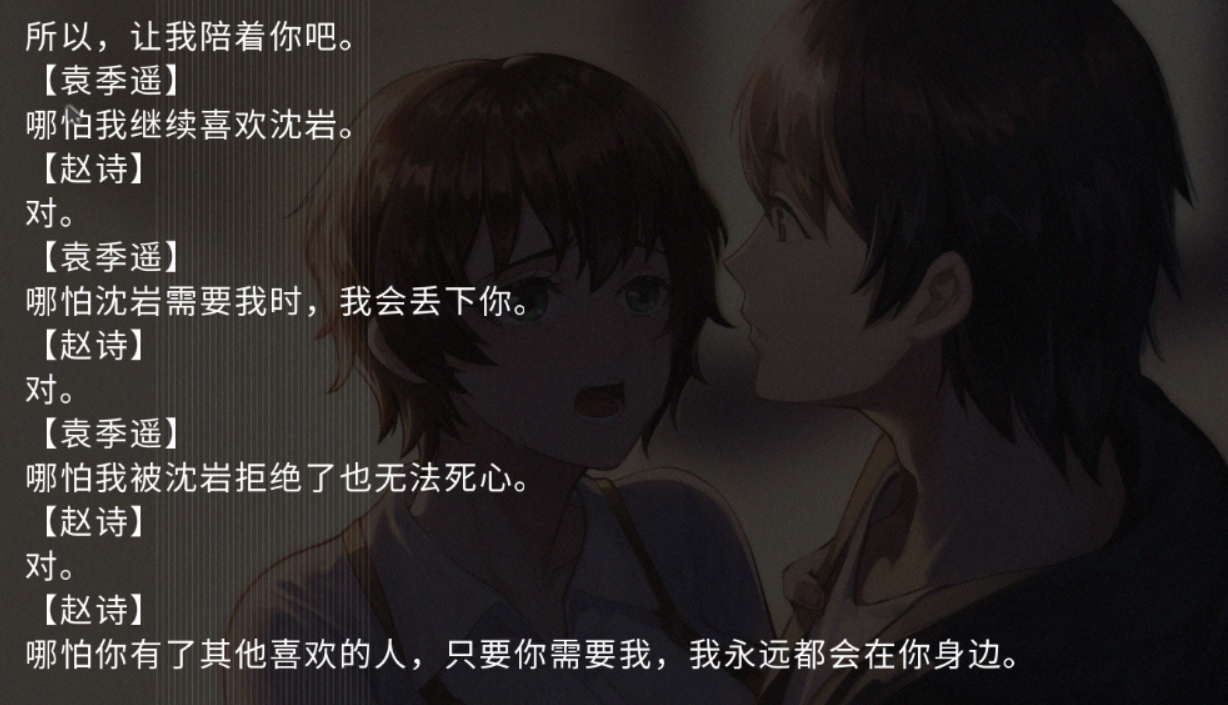 所以，让我陪着你吧。
【袁季遥】
哪怕我继续喜欢沈岩。
【赵诗】
对。
【袁季遥】
哪怕沈岩需要我时，我会丢下你。
【赵诗】
对。
【袁季遥】
哪怕我被沈岩拒绝了也无法死心。
【赵诗】
对。
【赵诗】
哪怕你有了其他喜欢的人，只要你需要我，我永远都会在你身边。